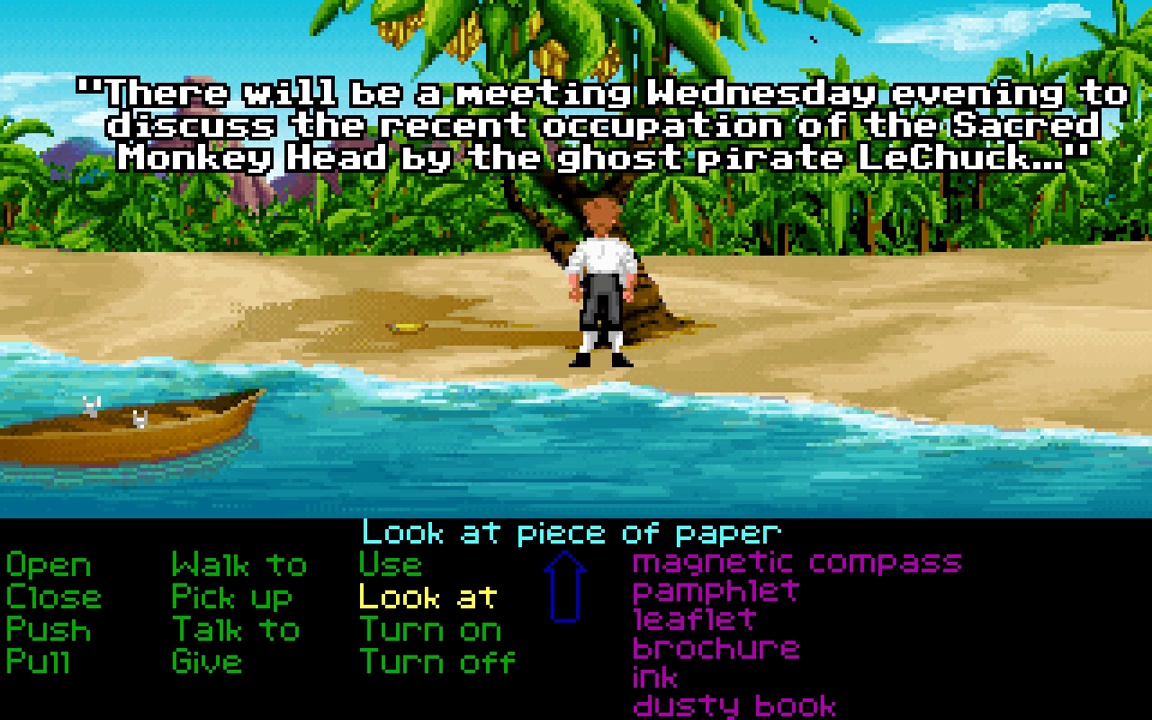 "There will be a meeting Wednesday evening to
discuss the recent occupation of the Sacred
Monkey Head by the ghost pirate LeChuck..."
Look at piece of paper
Open Walk to Use magnetic compass
Close Pick up Look at pamphlet
Push Talk to Turn on leaflet
Pull Give Turn off brochure
ink
dusty book